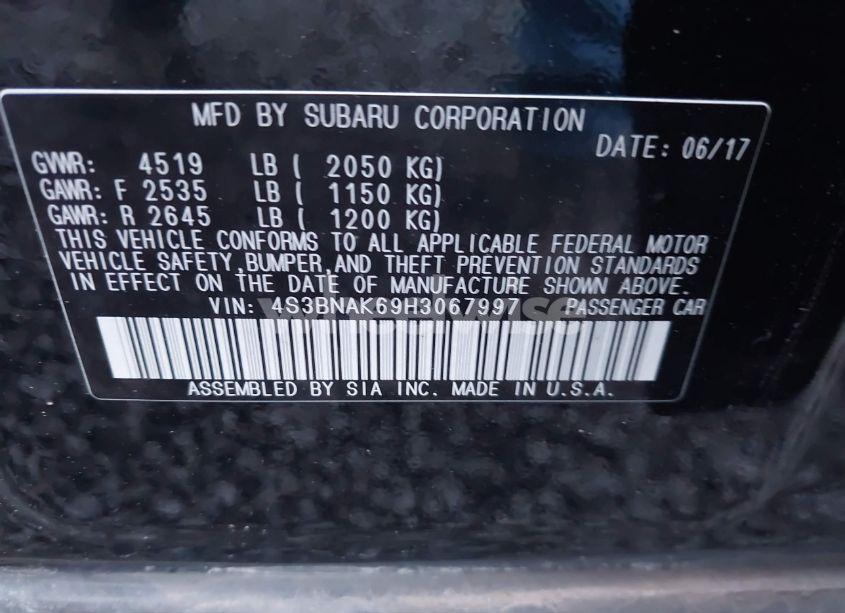 MFD BY SUBARU CORPORATION
DATE: 06/17
GVWR: 4519 LB ( 2050 KG)
GAWR: F 2535 LB ( 1150 KG)
GAWR: R 2645 LB ( 1200 KG)
THIS VEHICLE CONFORMS TO ALL APPLICABLE FEDERAL MOTOR
VEHICLE SAFETY,BUMPER,AND THEFT PREVENTION STANDARDS
IN EFFECT ON THE DATE OF MANUFACTURE SHOWN ABOVE.
VIN: 4S3BNAK69H3067997 PASSENGER CAR
ASSEMBLED BY SIA INC. MADE IN U.S.A.